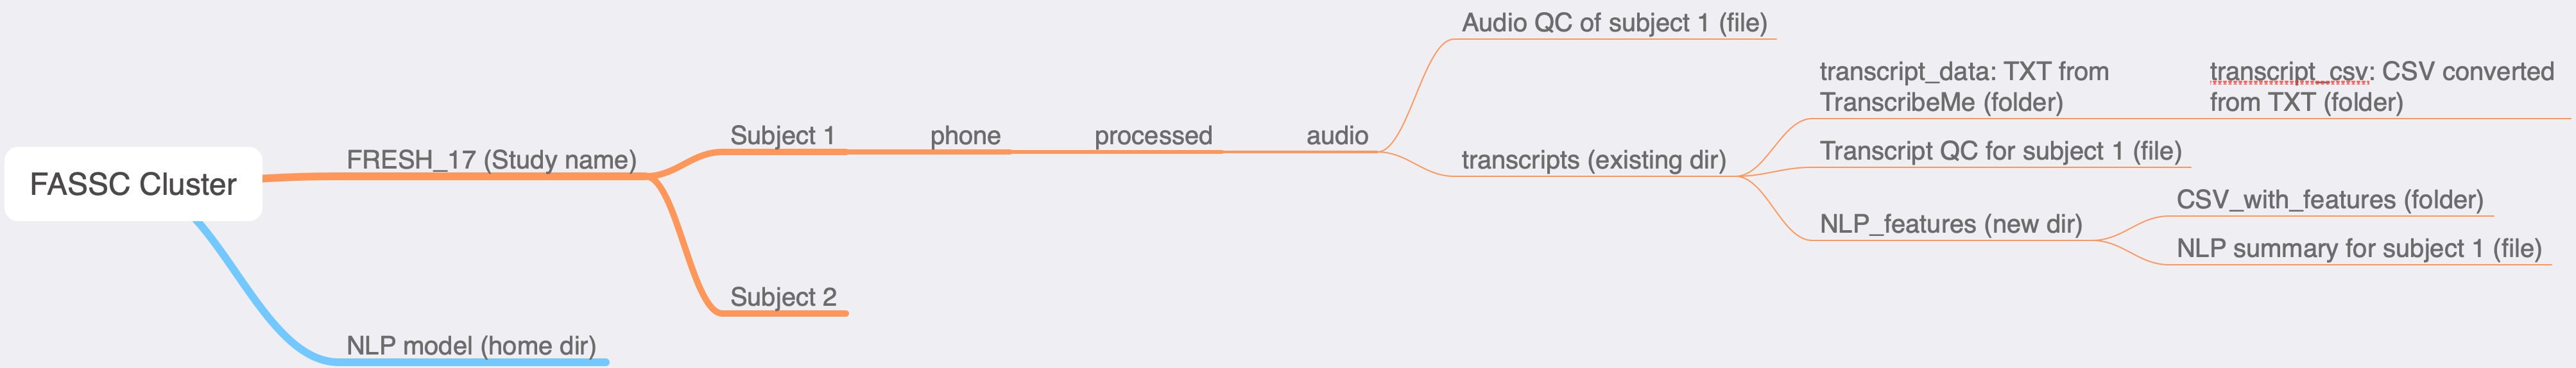 FASSC Cluster
FRESH_17 (Study name)
Subject 1
phone
processed
audio
Audio QC of subject 1 (file)
transcripts (existing dir)
transcript_data: TXT from
TranscribeMe (folder)
transcript_csv: CSV converted
from TXT (folder)
Transcript QC for subject 1 (file)
NLP_features (new dir)
CSV_with_features (folder)
NLP summary for subject 1 (file)
Subject 2
NLP model (home dir)